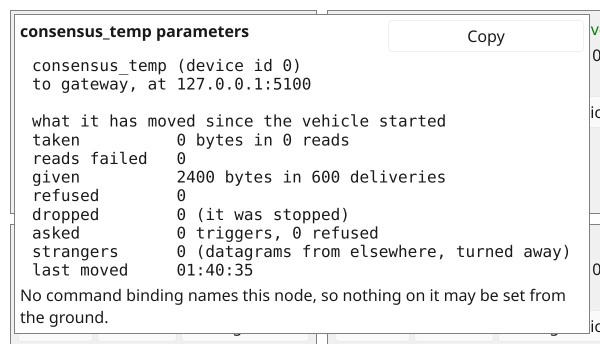 consensus_temp parameters
Copy
consensus_temp (device id 0)
to gateway, at 127.0.0.1:5100
what it has moved since the vehicle started
taken 0 bytes in 0 reads
reads failed 0
given 2400 bytes in 600 deliveries
refused 0
dropped 0 (it was stopped)
asked 0 triggers, 0 refused
strangers 0 (datagrams from elsewhere, turned away)
last moved 01:40:35
No command binding names this node, so nothing on it may be set from
the ground.